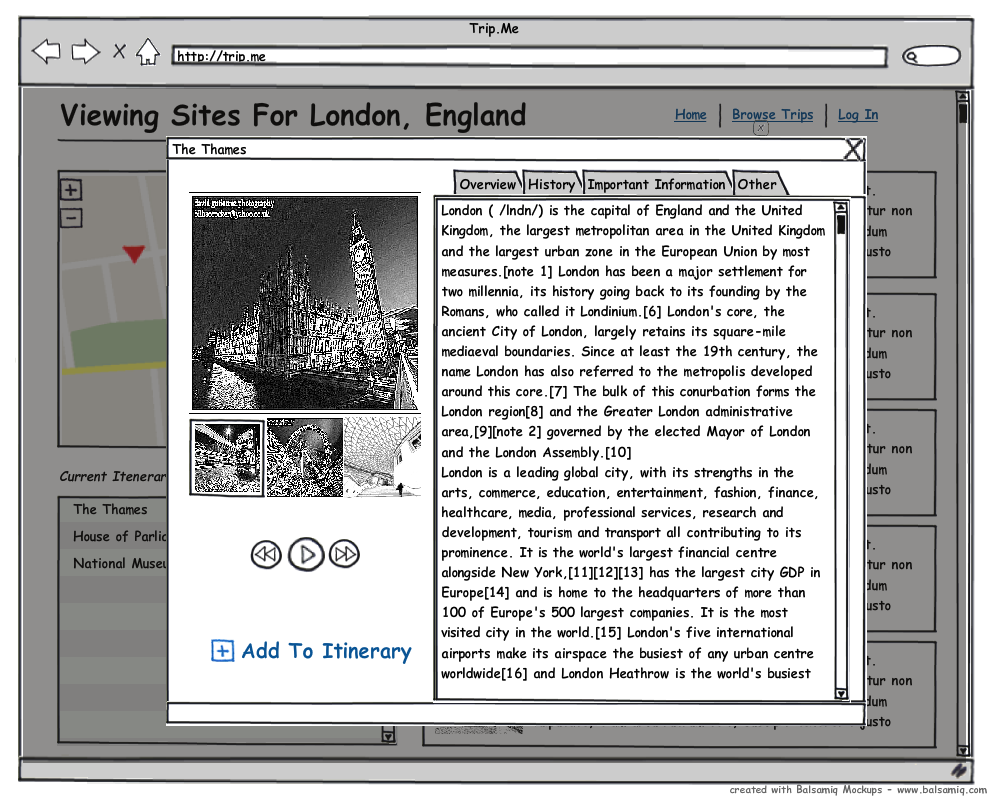 Trip.Me
http://trip.me
Viewing Sites For London, England
Home
Browse Trips
Log In
The Thames
Overview
History
Important Information
Other
david gutierrez photography
London ( /lndn/) is the capital of England and the United
Kingdom, the largest metropolitan area in the United Kingdom
and the largest urban zone in the European Union by most
measures.[note 1] London has been a major settlement for
two millennia, its history going back to its founding by the
Romans, who called it Londinium.[6] London's core, the
ancient City of London, largely retains its square-mile
mediaeval boundaries. Since at least the 19th century, the
name London has also referred to the metropolis developed
around this core.[7] The bulk of this conurbation forms the
London region[8] and the Greater London administrative
area,[9][note 2] governed by the elected Mayor of London
and the London Assembly.[10]
London is a leading global city, with its strengths in the
arts, commerce, education, entertainment, fashion, finance,
healthcare, media, professional services, research and
development, tourism and transport all contributing to its
prominence. It is the world's largest financial centre
alongside New York,[11][12][13] has the largest city GDP in
Europe[14] and is home to the headquarters of more than
100 of Europe's 500 largest companies. It is the most
visited city in the world.[15] London's five international
airports make its airspace the busiest of any urban centre
worldwide[16] and London Heathrow is the world's busiest
Add To Itinerary
Current Itenerar
The Thames
House of Parlic
National Museu
t.
tur non
dum
usto
t.
tur non
dum
usto
t.
tur non
dum
usto
t.
tur non
dum
usto
t.
tur non
dum
gusto
created with Balsamiq Mockups - www.balsamiq.com